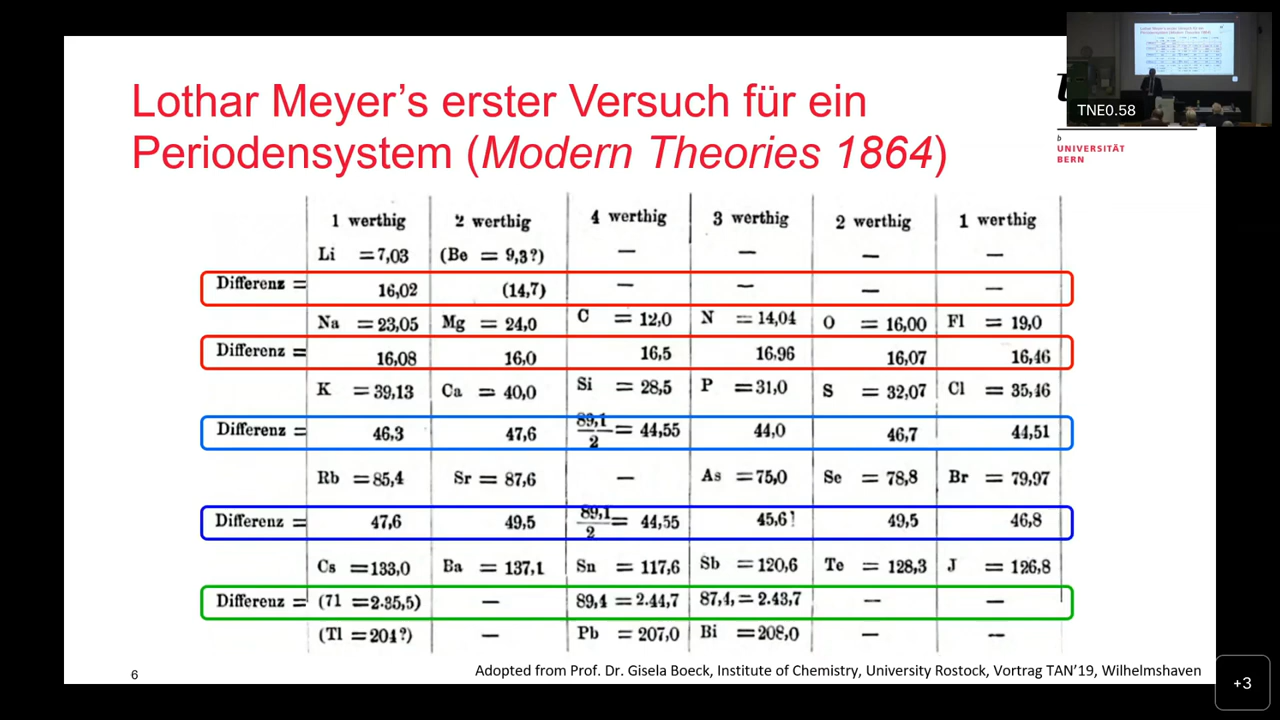 TNE0.58
Lothar Meyer’s erster Versuch für ein
Periodensystem (Modern Theories 1864)
b
UNIVERSITÄT
BERN
1 werthig 2 werthig 4 werthig 3 werthig 2 werthig 1 werthig
Li = 7,03 (Be = 9,3?) — — — —
Differenz = 16,02 (14,7) — — — —
Na = 23,05 Mg = 24,0 C = 12,0 N = 14,04 O = 16,00 Fl = 19,0
Differenz = 16,08 16,0 16,5 16,96 16,07 16,46
K = 39,13 Ca = 40,0 Si = 28,5 P = 31,0 S = 32,07 Cl = 35,46
Differenz = 46,3 47,6 89,1/2 = 44,55 44,0 46,7 44,51
Rb = 85,4 Sr = 87,6 — As = 75,0 Se = 78,8 Br = 79,97
Differenz = 47,6 49,5 89,1/2 = 44,55 45,6 49,5 46,8
Cs = 133,0 Ba = 137,1 Sn = 117,6 Sb = 120,6 Te = 128,3 J = 126,8
Differenz = (71 = 2.35,5) — 89,4 = 2.44,7 87,4, = 2.43,7 — —
(Tl = 204?) — Pb = 207,0 Bi = 208,0 — —
6
Adopted from Prof. Dr. Gisela Boeck, Institute of Chemistry, University Rostock, Vortrag TAN’19, Wilhelmshaven
+3